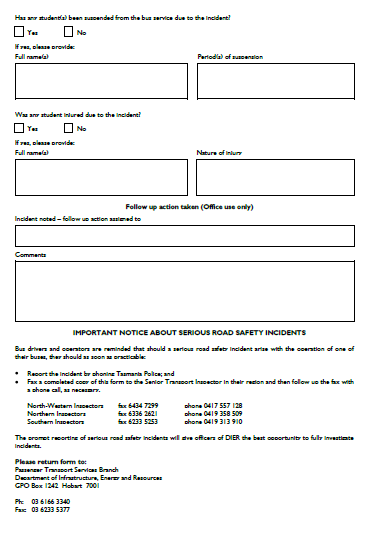 Has any student(s) been suspended from the bus service due to the incident?
Yes No
If yes, please provide:
Full name(s) Period(s) of suspension
Was any student injured due to the incident?
Yes No
If yes, please provide:
Full name(s) Nature of injury
Follow up action taken (Office use only)
Incident noted – follow up action assigned to
Comments
IMPORTANT NOTICE ABOUT SERIOUS ROAD SAFETY INCIDENTS
Bus drivers and operators are reminded that should a serious road safety incident arise with the operation of one of
their buses, they should as soon as practicable:
• Report the incident by phoning Tasmania Police; and
• Fax a completed copy of this form to the Senior Transport Inspector in their region and then follow up the fax with
a phone call, as necessary.
North-Western Inspectors fax 6434 7299 phone 0417 557 128
Northern Inspectors fax 6336 2621 phone 0419 358 509
Southern Inspectors fax 6233 5253 phone 0419 313 910
The prompt reporting of serious road safety incidents will give officers of DIER the best opportunity to fully investigate
incidents.
Please return form to:
Passenger Transport Services Branch
Department of Infrastructure, Energy and Resources
GPO Box 1242 Hobart 7001
Ph: 03 6166 3340
Fax: 03 6233 5377